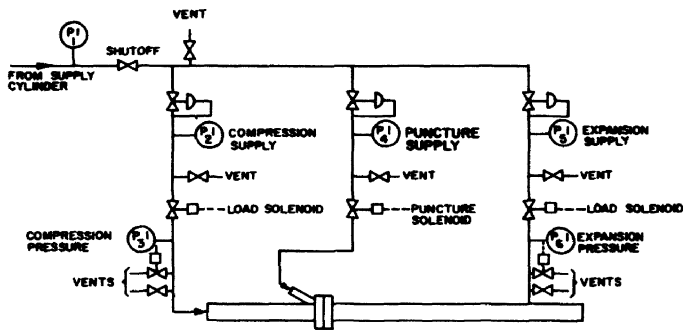 VENT
PI
1
SHUTOFF
FROM SUPPLY
CYLINDER
PI
2
COMPRESSION
SUPPLY
PI
4
PUNCTURE
SUPPLY
PI
5
EXPANSION
SUPPLY
VENT
VENT
VENT
LOAD SOLENOID
PUNCTURE
SOLENOID
LOAD SOLENOID
COMPRESSION
PRESSURE
PI
3
PI
6
EXPANSION
PRESSURE
VENTS
VENTS